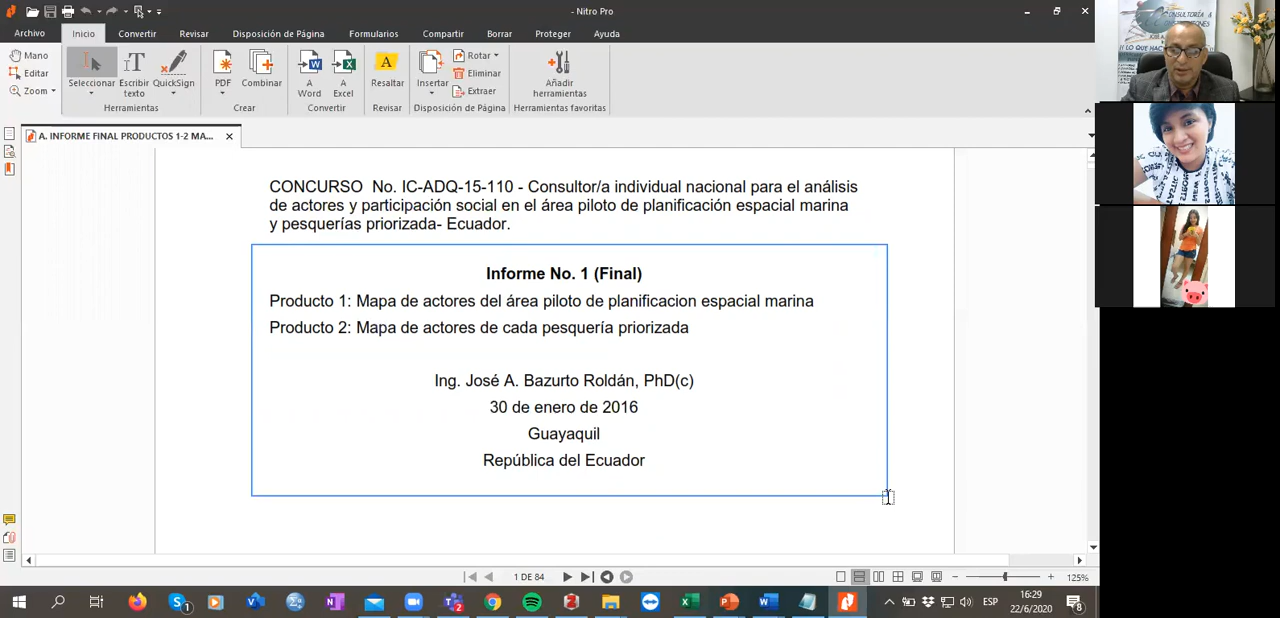 - Nitro Pro
Archivo Inicio Convertir Revisar Disposición de Página Formularios Compartir Borrar Proteger Ayuda
Mano
Editar
Zoom
Seleccionar
Escribir texto
QuickSign
Herramientas
PDF
Combinar
Crear
A Word
A Excel
Convertir
Resaltar
Revisar
Insertar
Rotar
Eliminar
Extraer
Disposición de Página
Añadir herramientas
Herramientas favoritas
A. INFORME FINAL PRODUCTOS 1-2 MA...
CONCURSO No. IC-ADQ-15-110 - Consultor/a individual nacional para el análisis
de actores y participación social en el área piloto de planificación espacial marina
y pesquerías priorizada- Ecuador.
Informe No. 1 (Final)
Producto 1: Mapa de actores del área piloto de planificacion espacial marina
Producto 2: Mapa de actores de cada pesquería priorizada
Ing. José A. Bazurto Roldán, PhD(c)
30 de enero de 2016
Guayaquil
República del Ecuador
1 DE 84
125%
ESP
16:29
22/6/2020